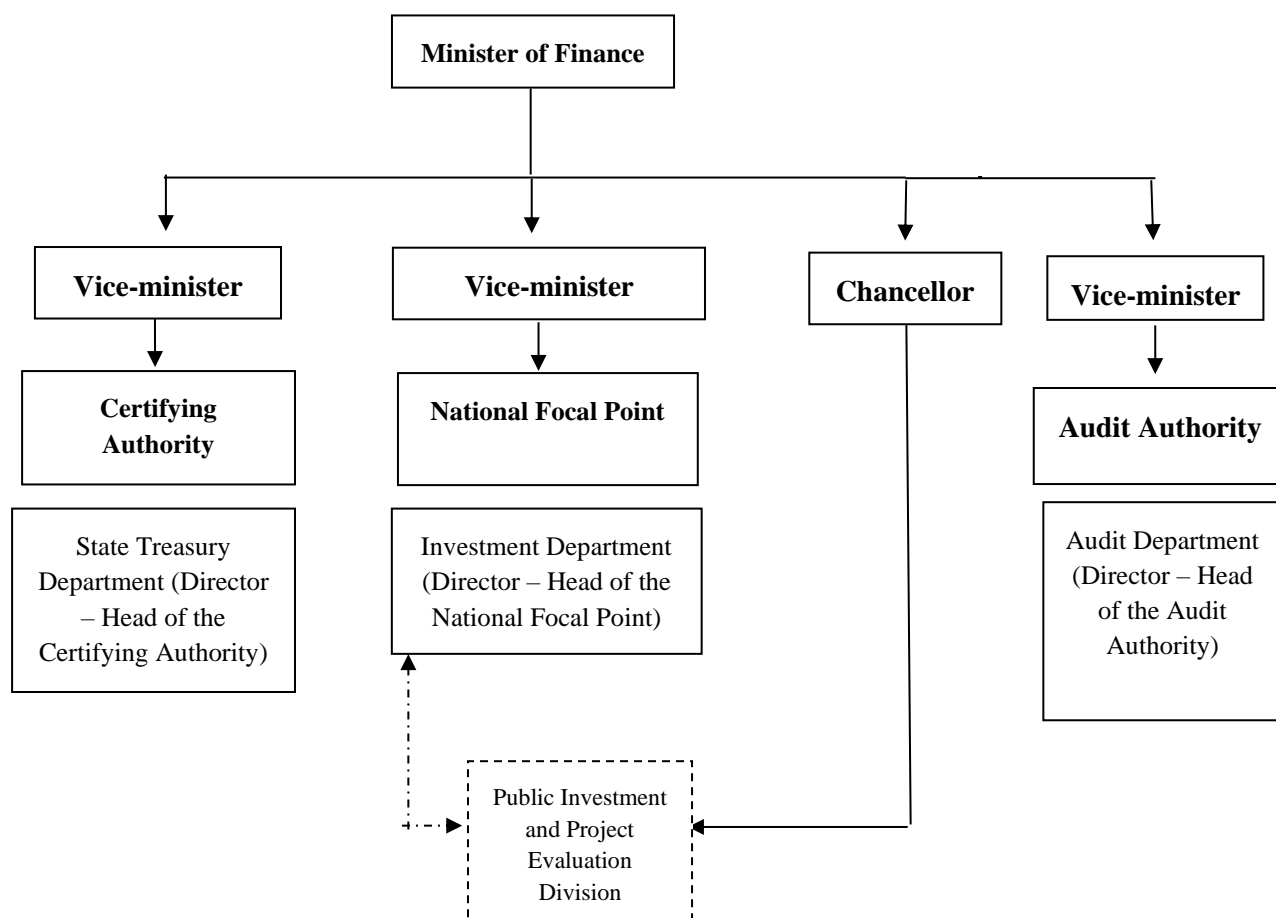 Minister of Finance
Vice-minister
Vice-minister
Chancellor
Vice-minister
Certifying
Authority
National Focal Point
Audit Authority
State Treasury
Department (Director
– Head of the
Certifying Authority)
Investment Department
(Director – Head of the
National Focal Point)
Audit Department
(Director – Head
of the Audit
Authority)
Public Investment
and Project
Evaluation
Division